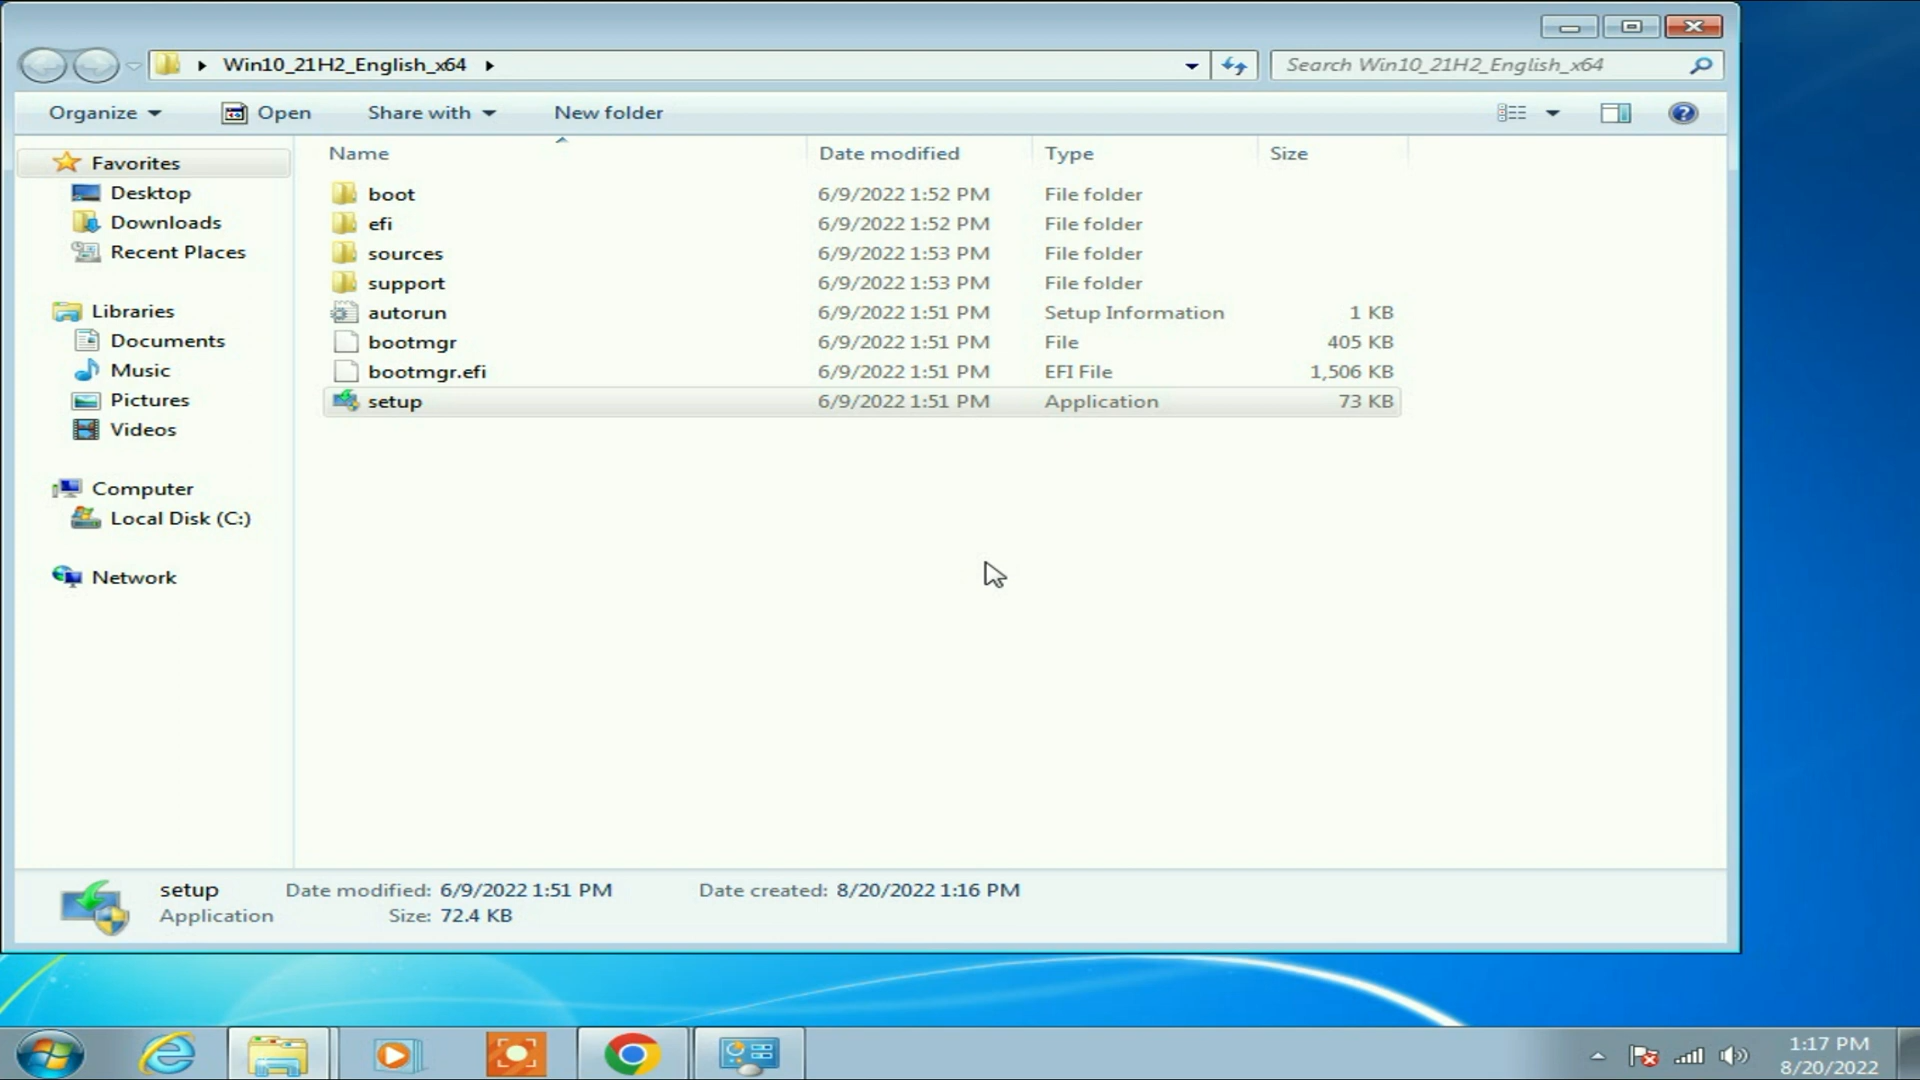 Win10_21H2_English_x64
Search Win10_21H2_English_x64
Organize Open Share with New folder
Name Date modified Type Size
Favorites
Desktop
Downloads
Recent Places
Libraries
Documents
Music
Pictures
Videos
Computer
Local Disk (C:)
Network
boot 6/9/2022 1:52 PM File folder
efi 6/9/2022 1:52 PM File folder
sources 6/9/2022 1:53 PM File folder
support 6/9/2022 1:53 PM File folder
autorun 6/9/2022 1:51 PM Setup Information 1 KB
bootmgr 6/9/2022 1:51 PM File 405 KB
bootmgr.efi 6/9/2022 1:51 PM EFI File 1,506 KB
setup 6/9/2022 1:51 PM Application 73 KB
setup Date modified: 6/9/2022 1:51 PM Date created: 8/20/2022 1:16 PM
Application Size: 72.4 KB
1:17 PM
8/20/2022